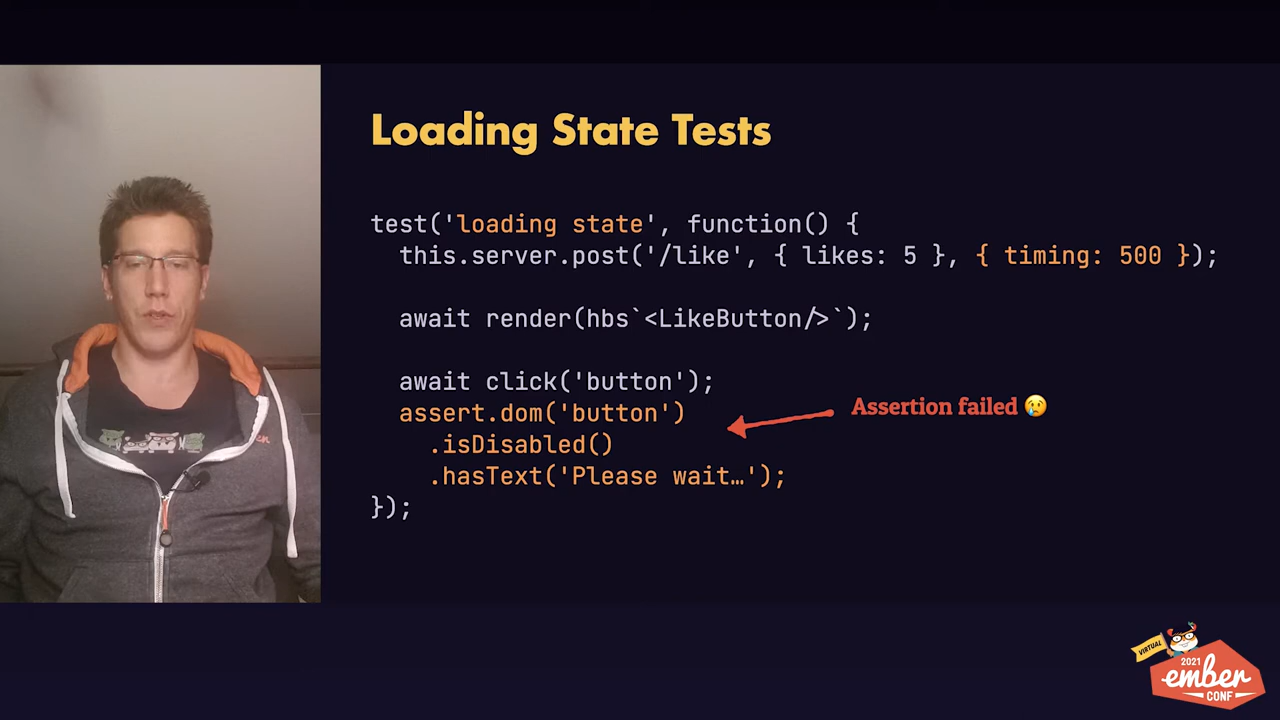 Loading State Tests
test('loading state', function() {
this.server.post('/like', { likes: 5 }, { timing: 500 });
await render(hbs`<LikeButton/>`);
await click('button');
assert.dom('button')
Assertion failed 😢
.isDisabled()
.hasText('Please wait…');
});
VIRTUAL
2021
ember
CONF